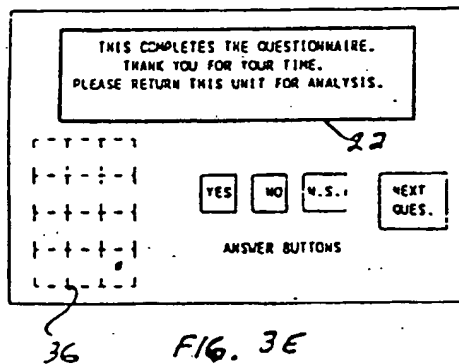 THIS COMPLETES THE QUESTIONNAIRE.
THANK YOU FOR YOUR TIME.
PLEASE RETURN THIS UNIT FOR ANALYSIS.
22
YES NO N.S. NEXT
QUES.
ANSWER BUTTONS
36
FIG. 3E